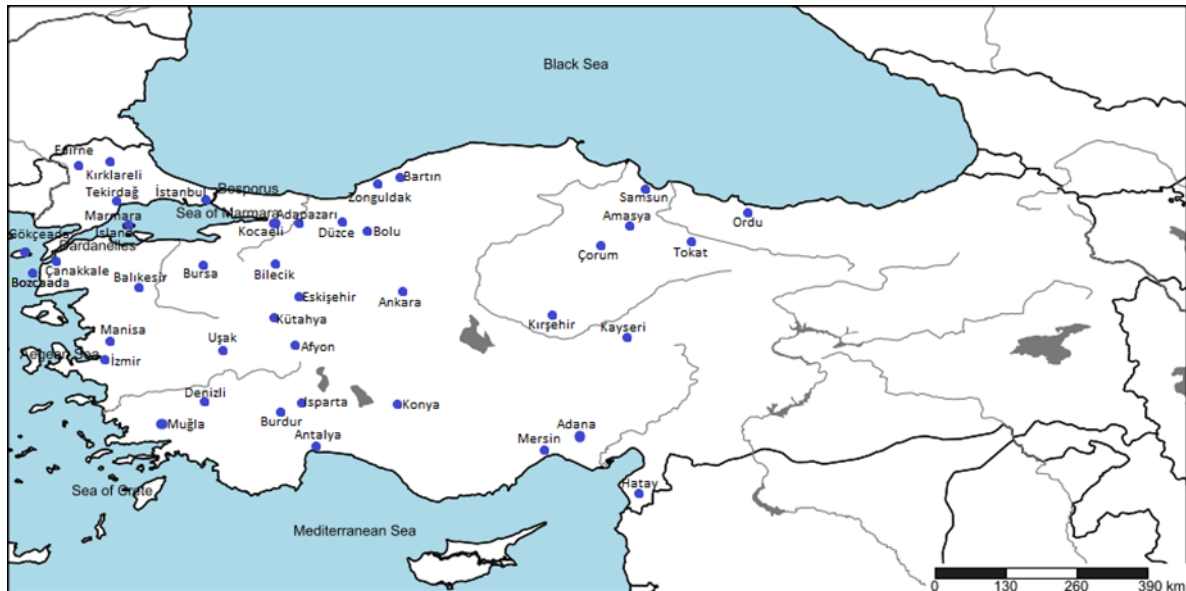 Black Sea
Edirne
Kırklareli
Tekirdağ
İstanbul
Bosporus
Bartın
Zonguldak
Samsun
Marmara
Island
Sea of Marmara
Kocaeli
Adapazarı
Düzce
Bolu
Amasya
Ordu
Gökçeada
Dardanelles
Çanakkale
Bozcaada
Balıkesir
Bursa
Bilecik
Çorum
Tokat
Eskişehir
Ankara
Kütahya
Kırşehir
Kayseri
Manisa
Uşak
Afyon
Aegean Sea
İzmir
Denizli
Isparta
Konya
Burdur
Muğla
Antalya
Adana
Mersin
Hatay
Sea of Crete
Mediterranean Sea
0 130 260 390 km